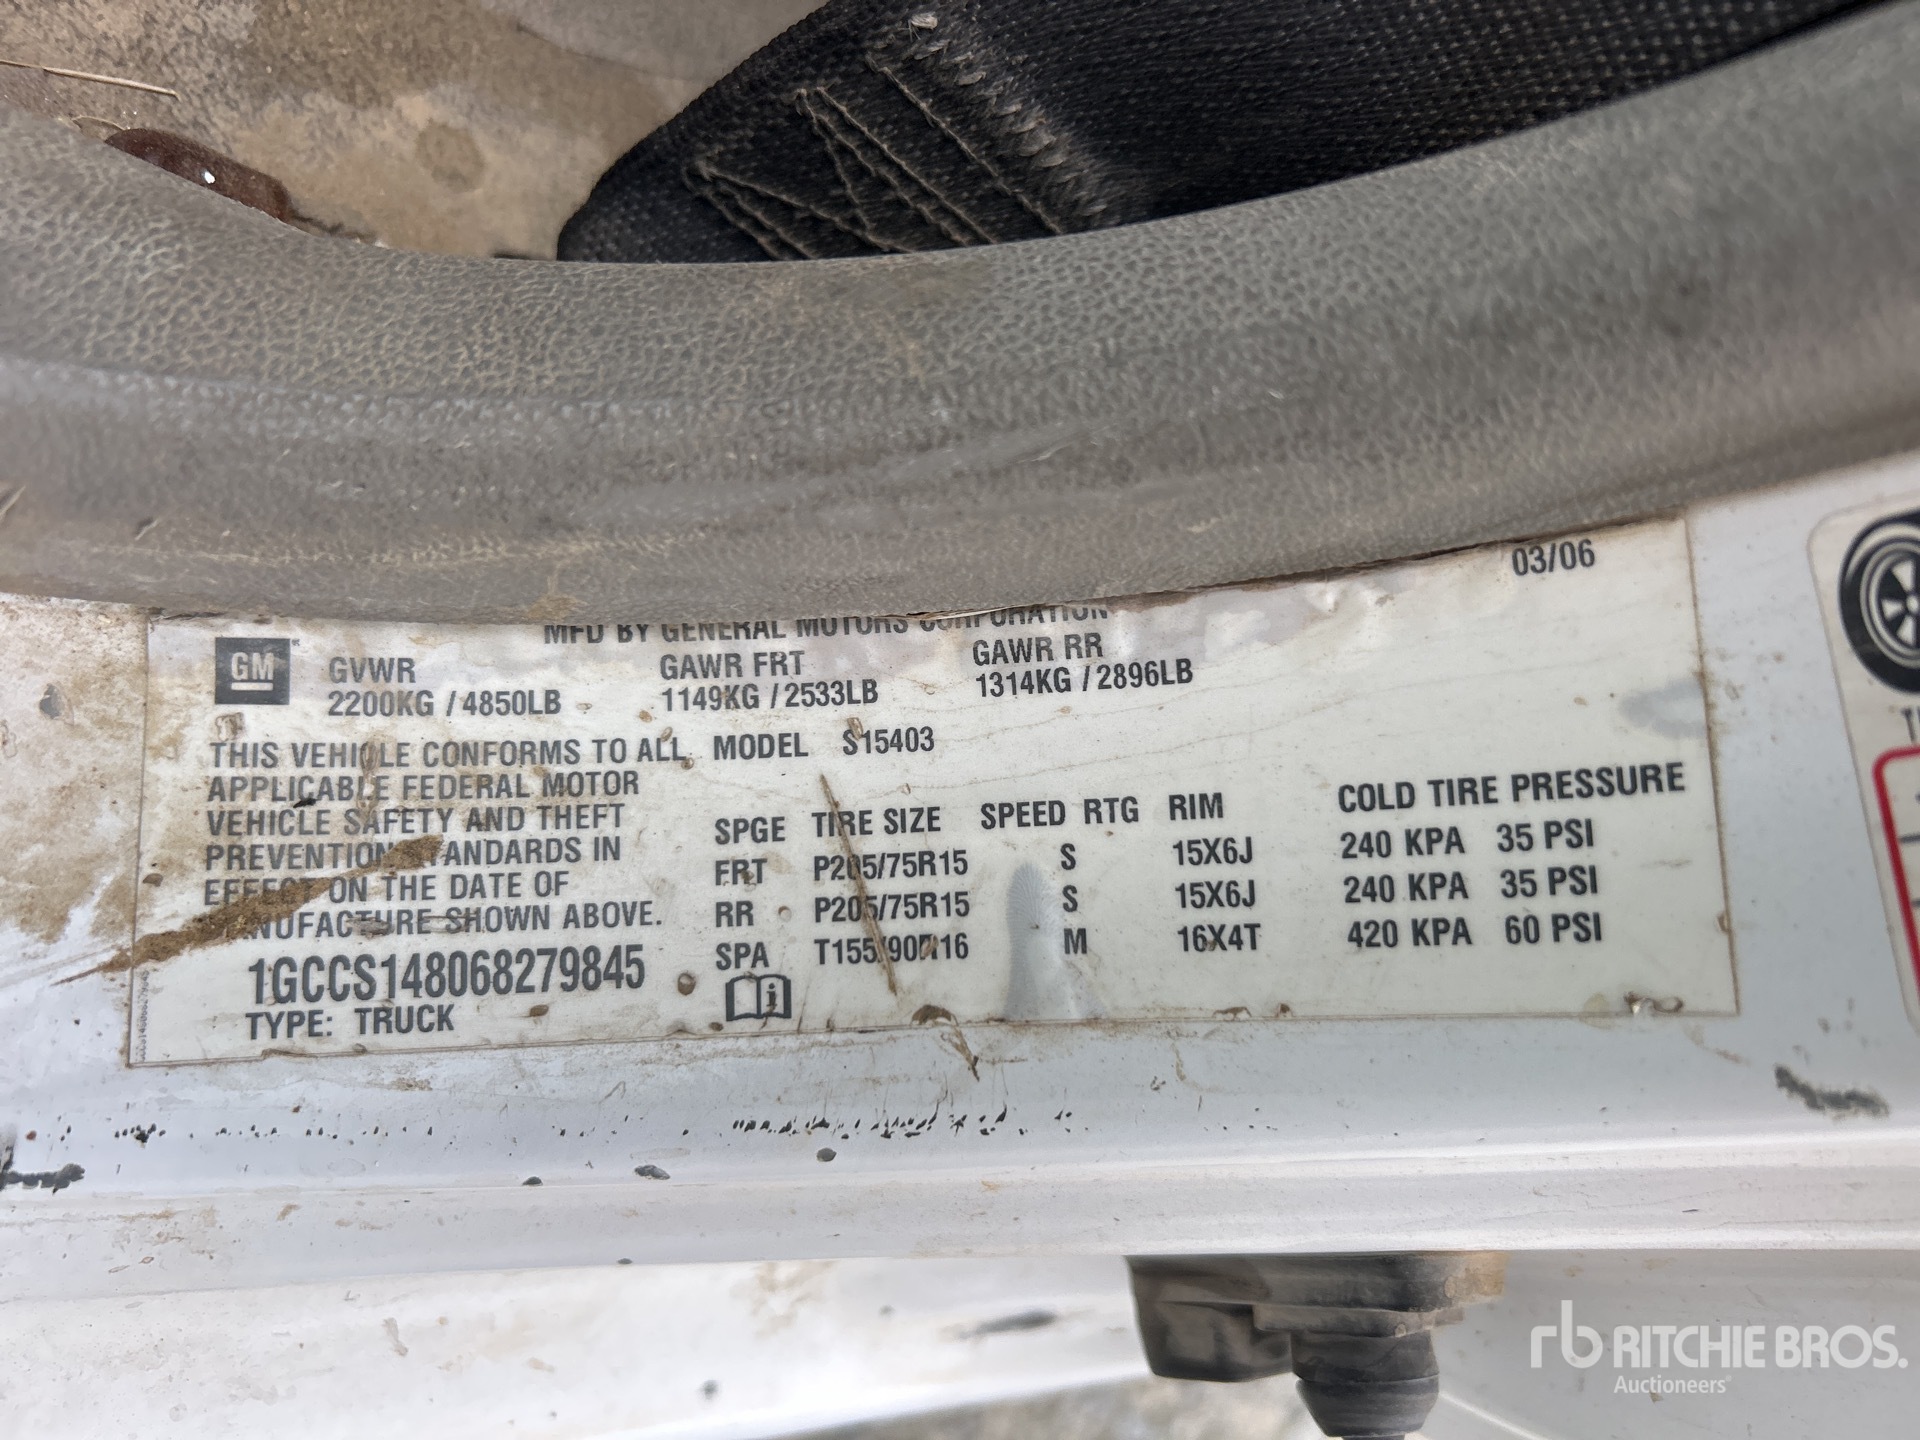 03/06
MFD BY GENERAL MOTORS CORPORATION
GM
GVWR GAWR FRT GAWR RR
2200KG / 4850LB 1149KG / 2533LB 1314KG / 2896LB
THIS VEHICLE CONFORMS TO ALL
APPLICABLE FEDERAL MOTOR
VEHICLE SAFETY AND THEFT
PREVENTION STANDARDS IN
EFFECT ON THE DATE OF
MANUFACTURE SHOWN ABOVE.
1GCCS148068279845
TYPE: TRUCK
MODEL S15403
SPGE TIRE SIZE SPEED RTG RIM COLD TIRE PRESSURE
FRT P205/75R15 S 15X6J 240 KPA 35 PSI
RR P205/75R15 S 15X6J 240 KPA 35 PSI
SPA T155/90R16 M 16X4T 420 KPA 60 PSI
rb RITCHIE BROS.
Auctioneers